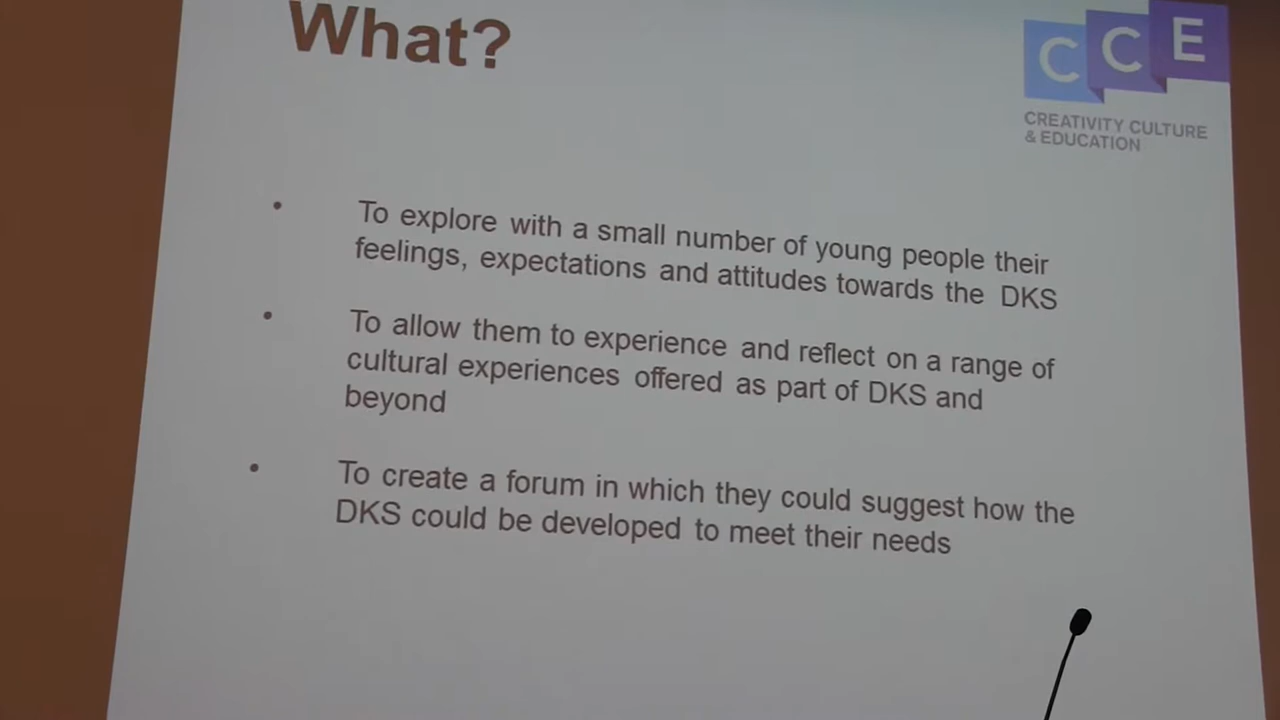 What?
C C E
CREATIVITY CULTURE
& EDUCATION
• To explore with a small number of young people their
feelings, expectations and attitudes towards the DKS
• To allow them to experience and reflect on a range of
cultural experiences offered as part of DKS and
beyond
• To create a forum in which they could suggest how the
DKS could be developed to meet their needs